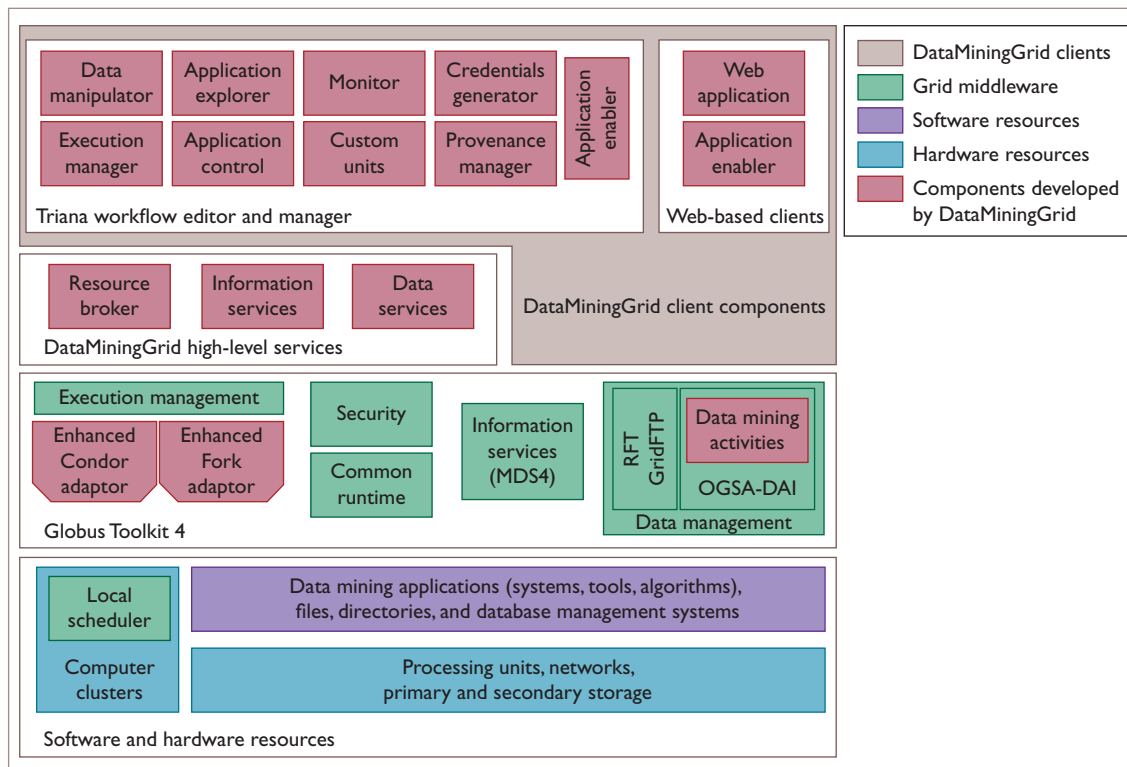 Data
manipulator
Application
explorer
Monitor
Credentials
generator
Application
enabler
Execution
manager
Application
control
Custom
units
Provenance
manager
Triana workflow editor and manager
Web
application
Application
enabler
Web-based clients
DataMiningGrid clients
Grid middleware
Software resources
Hardware resources
Components developed
by DataMiningGrid
Resource
broker
Information
services
Data
services
DataMiningGrid high-level services
DataMiningGrid client components
Execution management
Enhanced
Condor
adaptor
Enhanced
Fork
adaptor
Security
Common
runtime
Information
services
(MDS4)
RFT
GridFTP
Data mining
activities
OGSA-DAI
Data management
Globus Toolkit 4
Local
scheduler
Computer
clusters
Data mining applications (systems, tools, algorithms),
files, directories, and database management systems
Processing units, networks,
primary and secondary storage
Software and hardware resources